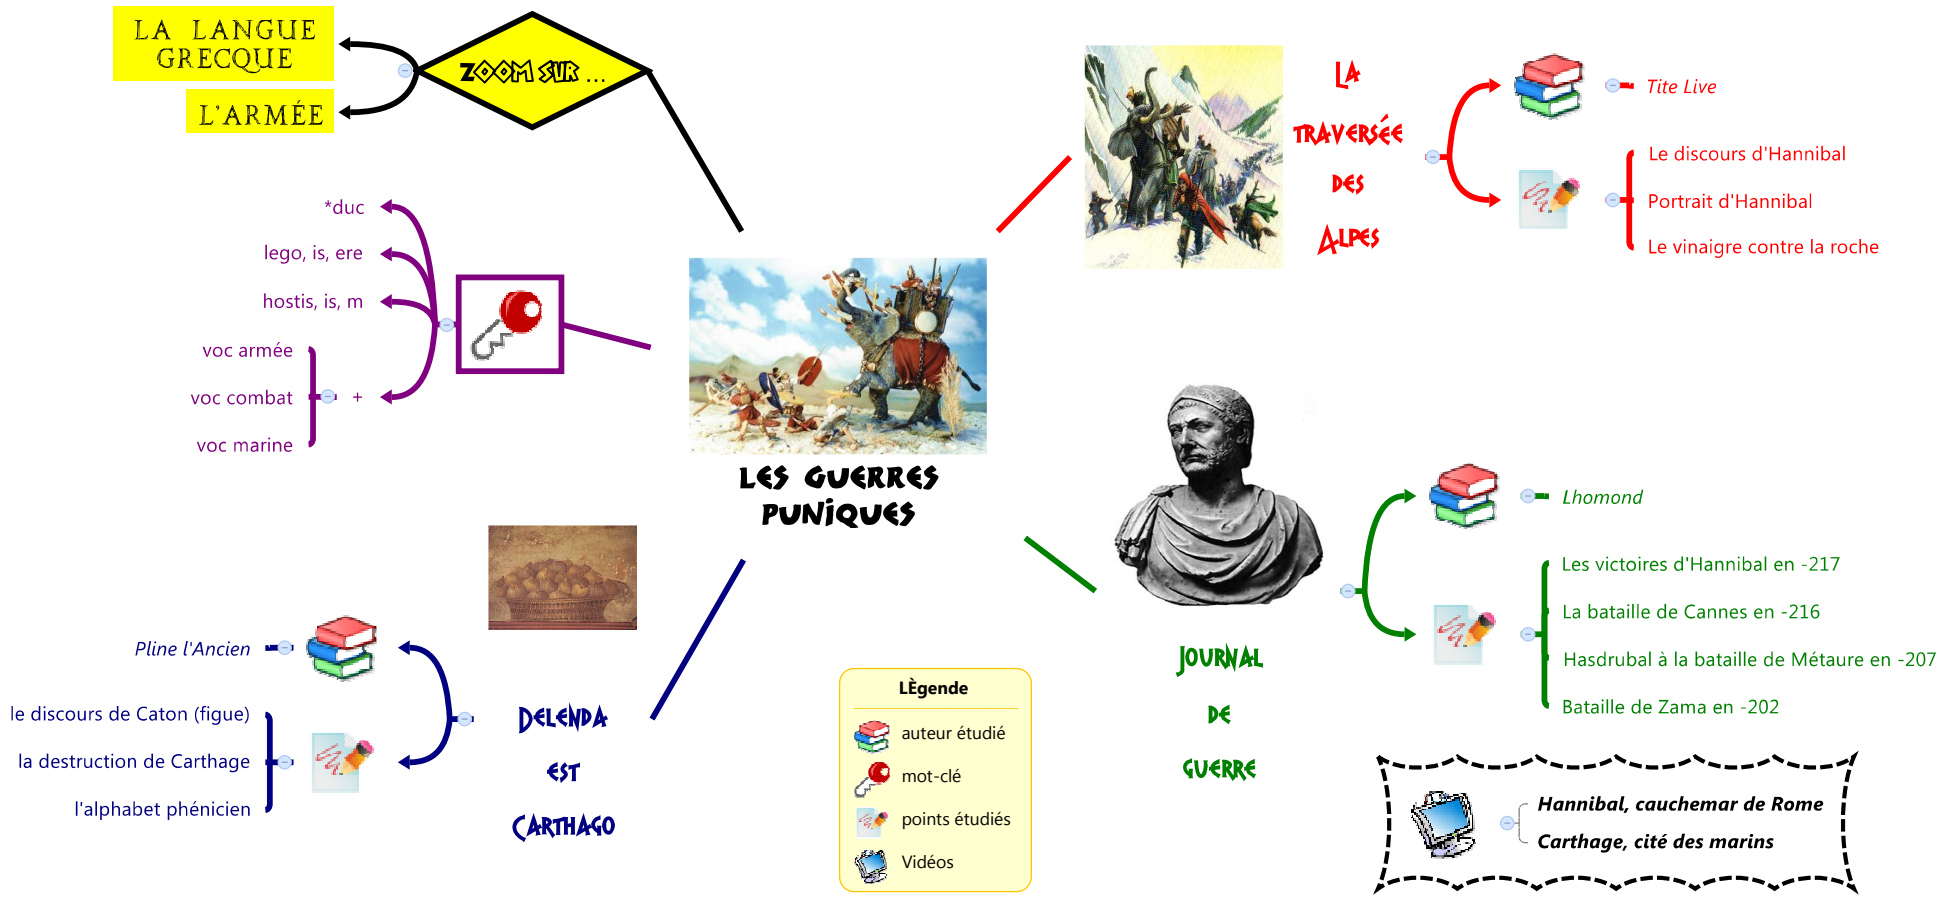 LA LANGUE
GRECQUE
L'ARMÉE
ZOOM SUR ...
*duc
lego, is, ere
hostis, is, m
+
voc armée
voc combat
voc marine
LES GUERRES
PUNIQUES
LA
TRAVERSÉE
DES
ALPES
Tite Live
Le discours d'Hannibal
Portrait d'Hannibal
Le vinaigre contre la roche
JOURNAL
DE
GUERRE
Lhomond
Les victoires d'Hannibal en -217
La bataille de Cannes en -216
Hasdrubal à la bataille de Métaure en -207
Bataille de Zama en -202
DELENDA
EST
CARTHAGO
Pline l'Ancien
le discours de Caton (figue)
la destruction de Carthage
l'alphabet phénicien
LÈgende
auteur étudié
mot-clé
points étudiés
Vidéos
Hannibal, cauchemar de Rome
Carthage, cité des marins